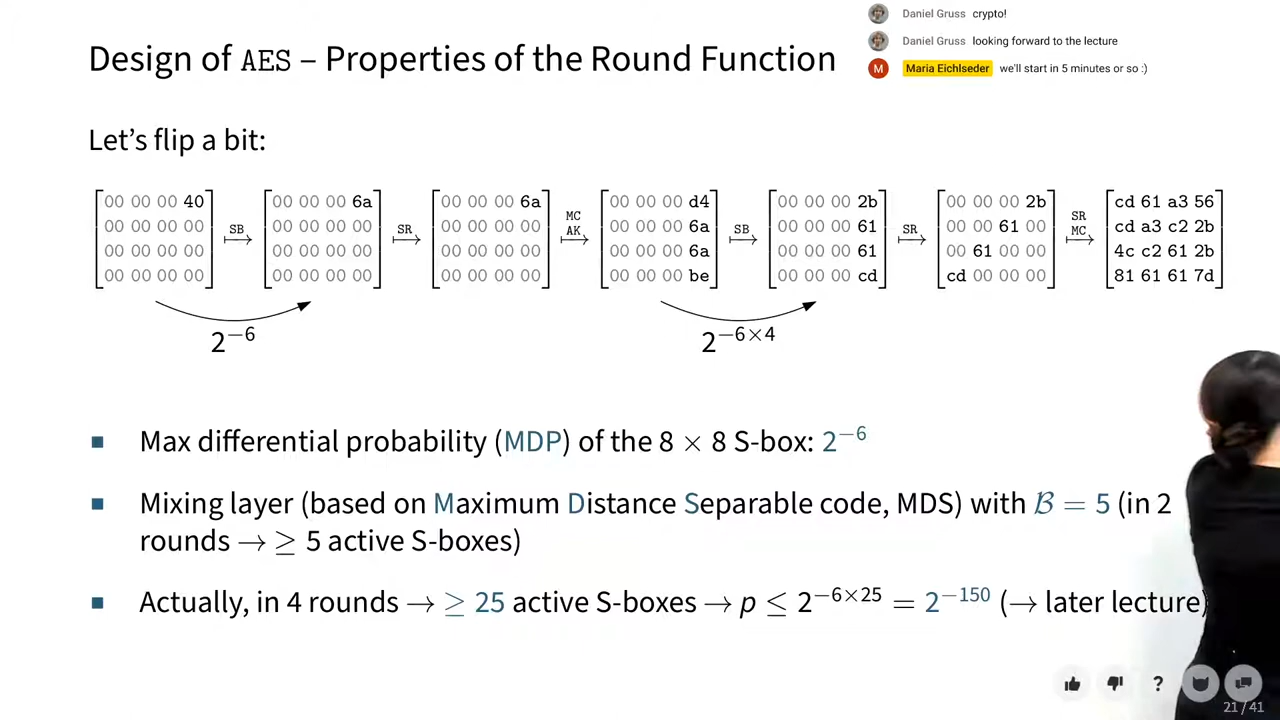 Daniel Gruss crypto!
Daniel Gruss looking forward to the lecture
M Maria Eichlseder we'll start in 5 minutes or so :)
Design of AES – Properties of the Round Function
Let's flip a bit:
00 00 00 40 00 00 00 6a 00 00 00 6a 00 00 00 d4 00 00 00 2b 00 00 00 2b cd 61 a3 56
00 00 00 00 00 00 00 00 00 00 00 00 00 00 00 6a 00 00 00 61 00 00 61 00 cd a3 c2 2b
SB SR MC AK SB SR SR MC
00 00 00 00 00 00 00 00 00 00 00 00 00 00 00 6a 00 00 00 61 00 61 00 00 4c c2 61 2b
00 00 00 00 00 00 00 00 00 00 00 00 00 00 00 be 00 00 00 cd cd 00 00 00 81 61 61 7d
2⁻⁶ 2⁻⁶ˣ⁴
■ Max differential probability (MDP) of the 8 × 8 S-box: 2⁻⁶
■ Mixing layer (based on Maximum Distance Separable code, MDS) with ℬ = 5 (in 2
rounds → ≥ 5 active S-boxes)
■ Actually, in 4 rounds → ≥ 25 active S-boxes → p ≤ 2⁻⁶ˣ²⁵ = 2⁻¹⁵⁰ (→ later lecture)
?
21 / 41